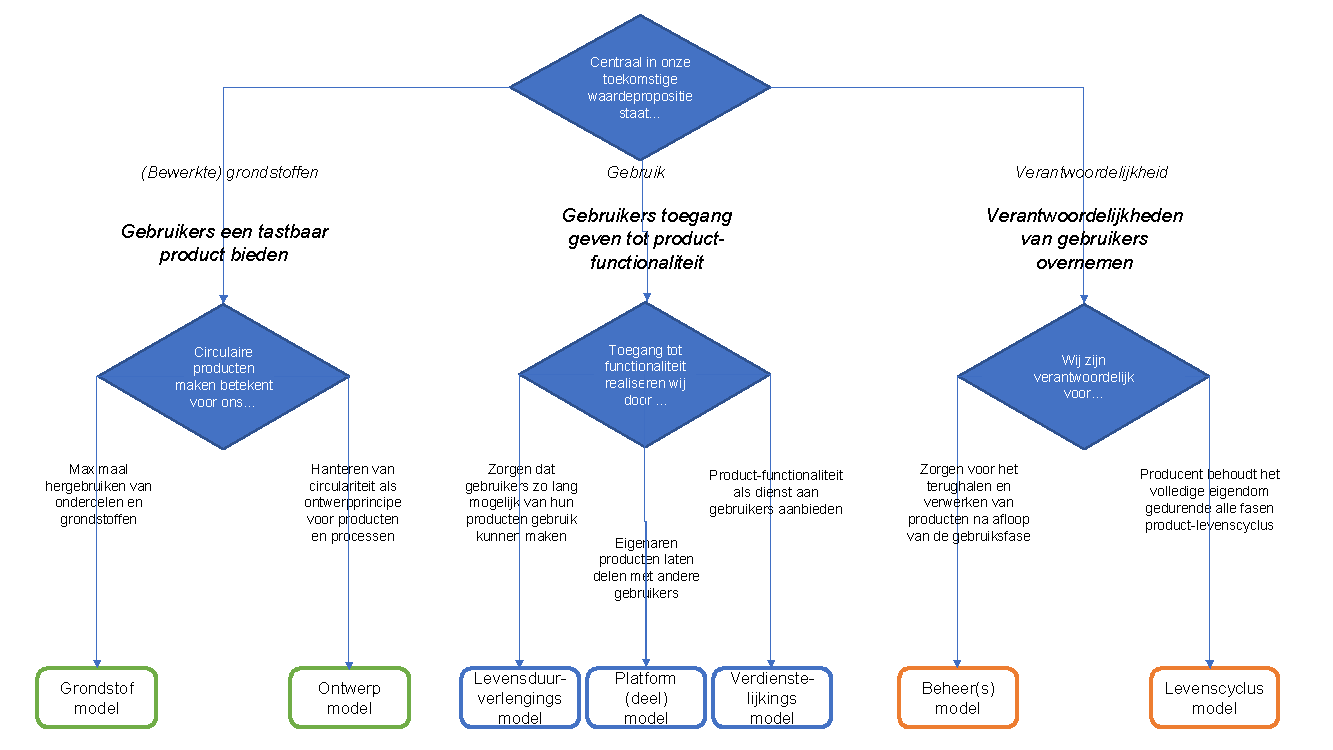 Centraal in onze
toekomstige
waardepropositie
staat...
(Bewerkte) grondstoffen
Gebruik
Verantwoordelijkheid
Gebruikers een tastbaar
product bieden
Gebruikers toegang
geven tot product-
functionaliteit
Verantwoordelijkheden
van gebruikers
overnemen
Circulaire
producten
maken betekent
voor ons...
Toegang tot
functionaliteit
realiseren wij
door ...
Wij zijn
verantwoordelijk
voor...
Maximaal
hergebruiken van
onderdelen en
grondstoffen
Hanteren van
circulariteit als
ontwerpprincipe
voor producten
en processen
Zorgen dat
gebruikers zo lang
mogelijk van hun
producten gebruik
kunnen maken
Eigenaren
producten laten
delen met andere
gebruikers
Product-functionaliteit
als dienst aan
gebruikers aanbieden
Zorgen voor het
terughalen en
verwerken van
producten na afloop
van de gebruiksfase
Producent behoudt het
volledige eigendom
gedurende alle fasen
product-levenscyclus
Grondstof
model
Ontwerp
model
Levensduur-
verlengings
model
Platform
(deel)
model
Verdienste-
lijkings
model
Beheer(s)
model
Levenscyclus
model